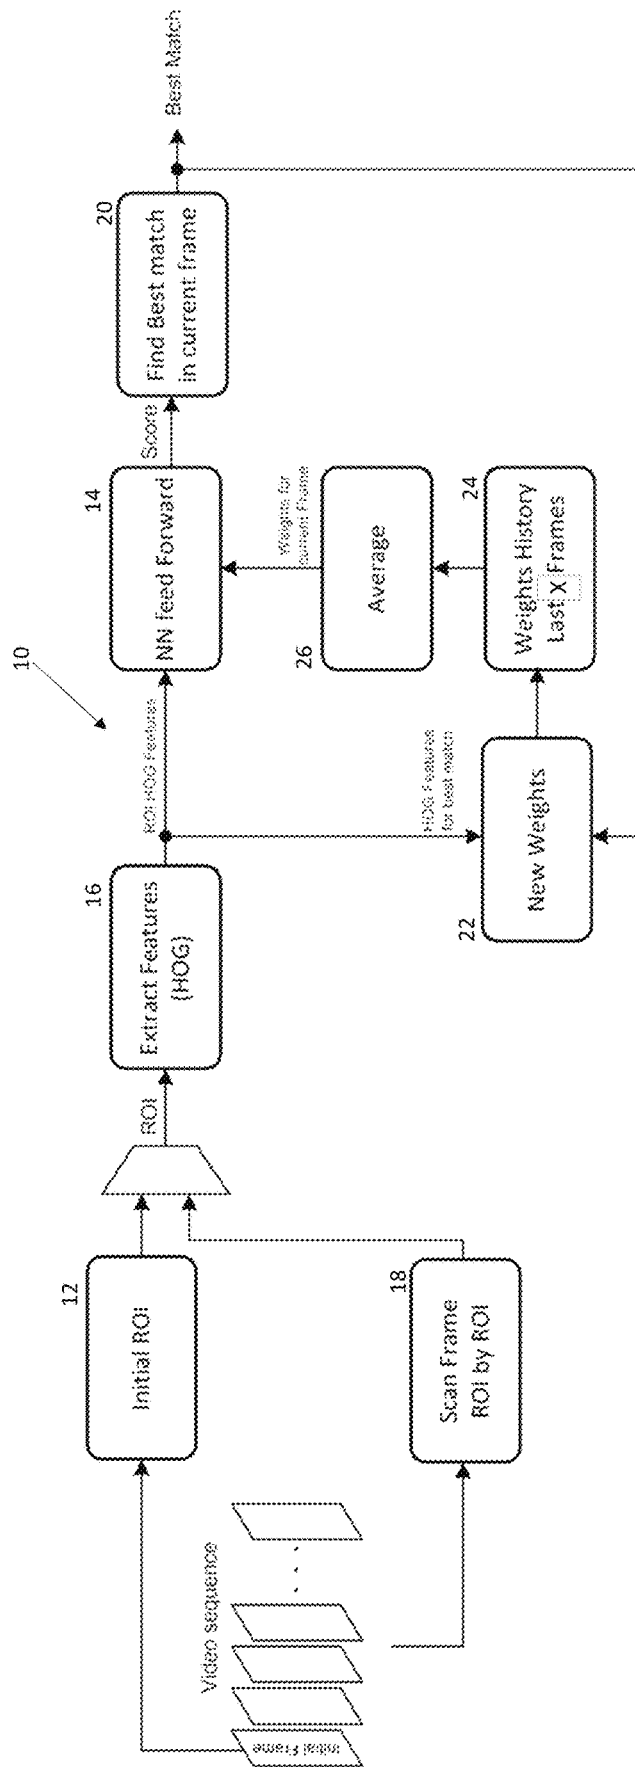 10
Video sequence
Initial Frame
12
Initial ROI
18
Scan Frame
ROI by ROI
ROI
16
Extract Features
(HOG)
ROI HOG Features
HOG Features
for best match
22
New Weights
24
Weights History
Last X Frames
26
Average
Weights for
current Frame
14
NN feed Forward
Score
20
Find Best match
in current frame
Best Match